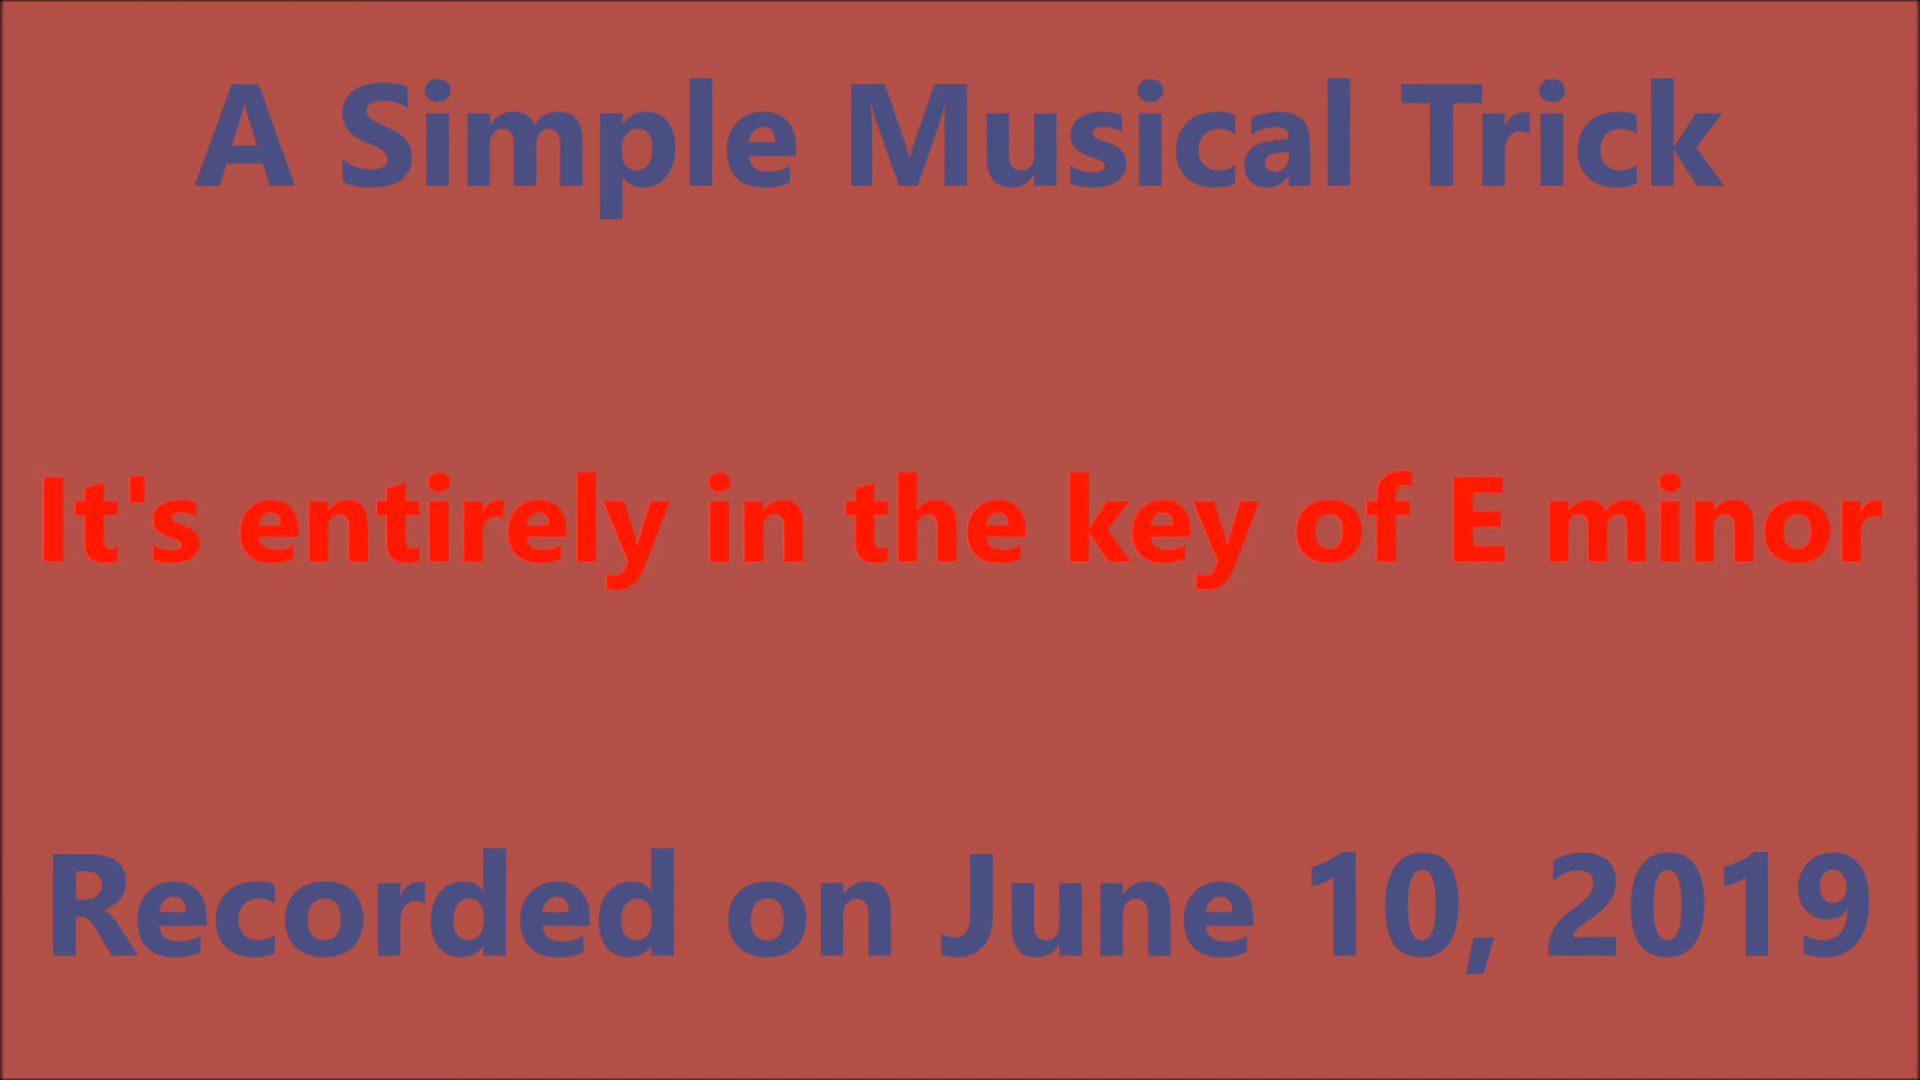 A Simple Musical Trick
It's entirely in the key of E minor
Recorded on June 10, 2019